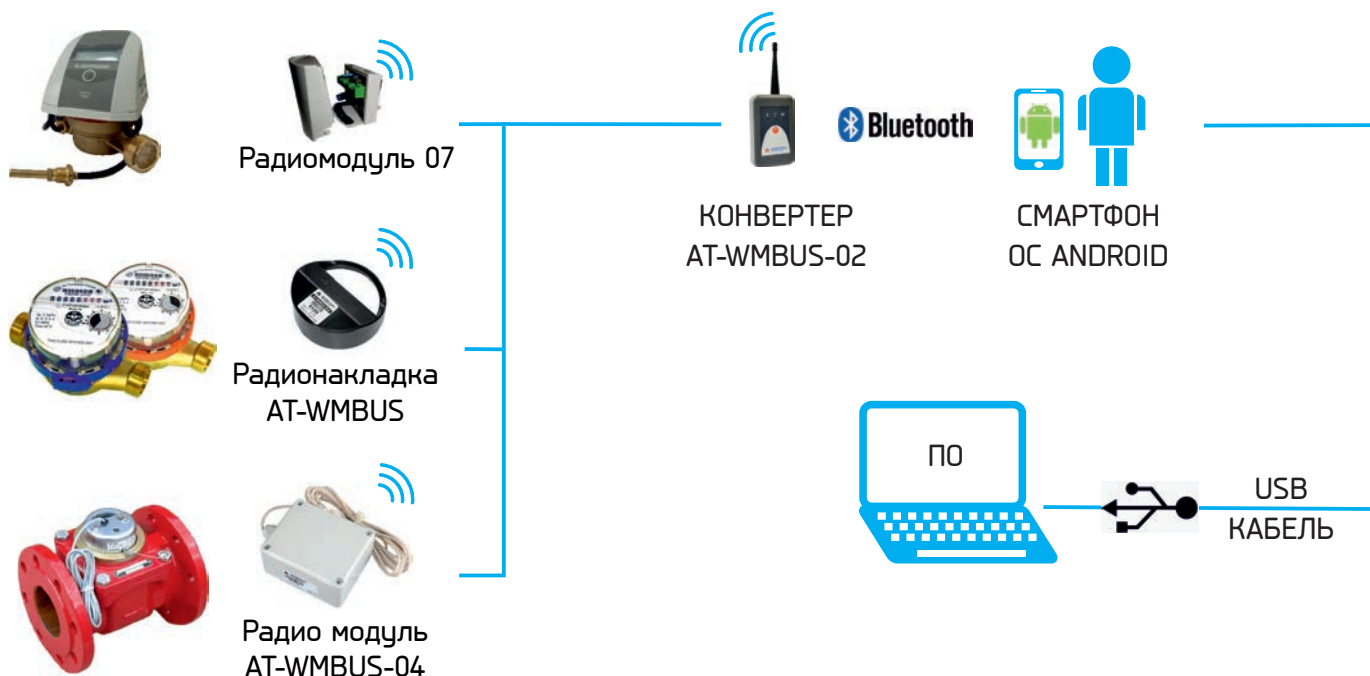 Радиомодуль 07
Bluetooth
КОНВЕРТЕР
AT-WMBUS-02
СМАРТФОН
ОС ANDROID
Радионакладка
AT-WMBUS
ПО
USB
КАБЕЛЬ
Радио модуль
AT-WMBUS-04